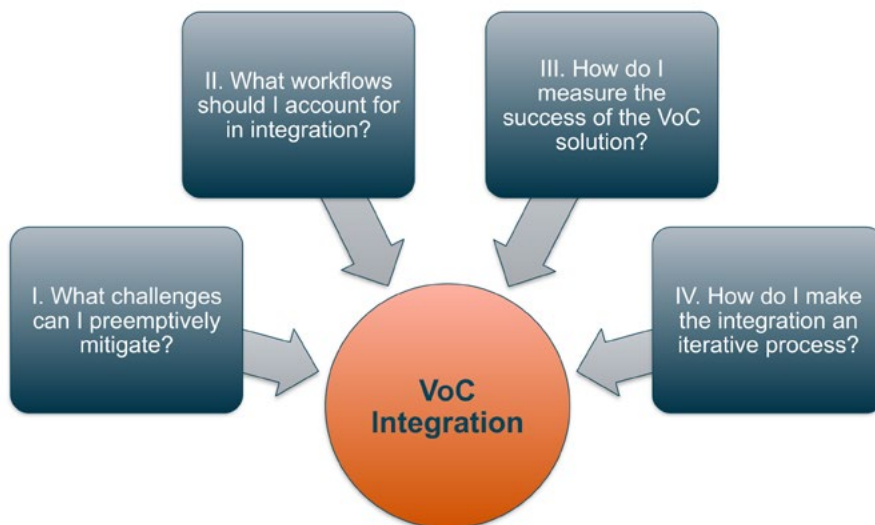 I. What challenges
can I preemptively
mitigate?
II. What workflows
should I account for
in integration?
III. How do I
measure the
success of the VoC
solution?
IV. How do I make
the integration an
iterative process?
VoC
Integration